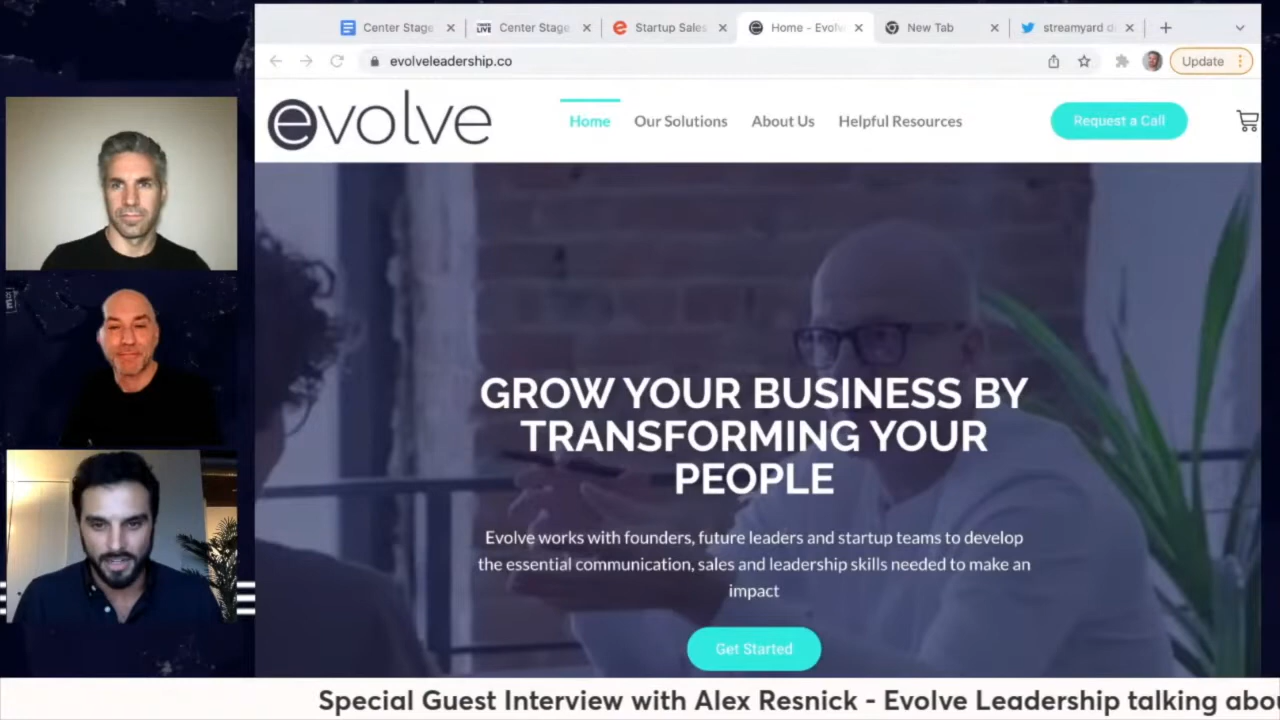 Center Stage
Center Stage
Startup Sales
Home - Evolv
New Tab
streamyard d
evolveleadership.co
Update
evolve
Home
Our Solutions
About Us
Helpful Resources
Request a Call
GROW YOUR BUSINESS BY
TRANSFORMING YOUR
PEOPLE
Evolve works with founders, future leaders and startup teams to develop
the essential communication, sales and leadership skills needed to make an
impact
Get Started
Special Guest Interview with Alex Resnick - Evolve Leadership talking abou